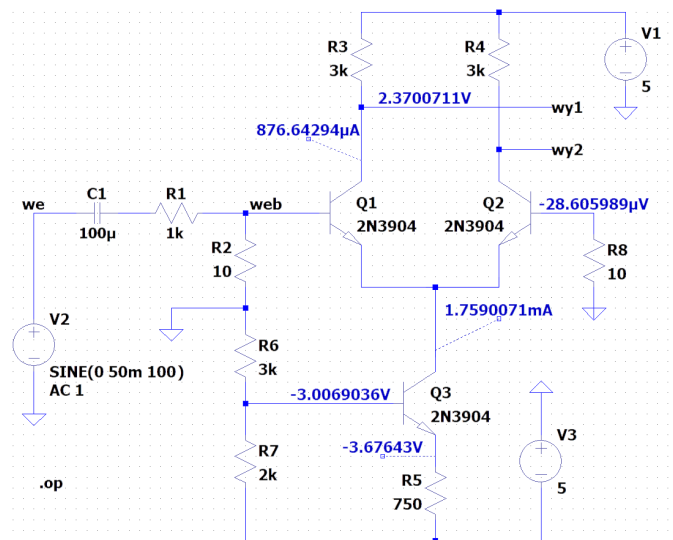 V1
5
R3
3k
R4
3k
2.3700711V
wy1
876.64294µA
wy2
we
C1
100µ
R1
1k
web
Q1
2N3904
Q2
2N3904
-28.605989µV
R2
10
R8
10
V2
SINE(0 50m 100)
AC 1
1.7590071mA
R6
3k
-3.0069036V
Q3
2N3904
-3.67643V
V3
5
R7
2k
R5
750
.op